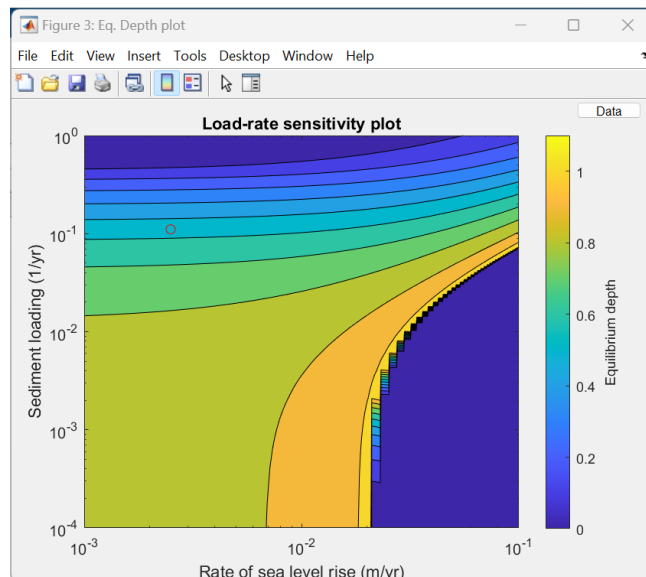 Figure 3: Eq. Depth plot
File Edit View Insert Tools Desktop Window Help
Data
Load-rate sensitivity plot
10^0
10^-1
10^-2
10^-3
10^-4
Sediment loading (1/yr)
10^-3 10^-2 10^-1
Rate of sea level rise (m/yr)
1
0.8
0.6
0.4
0.2
0
Equilibrium depth